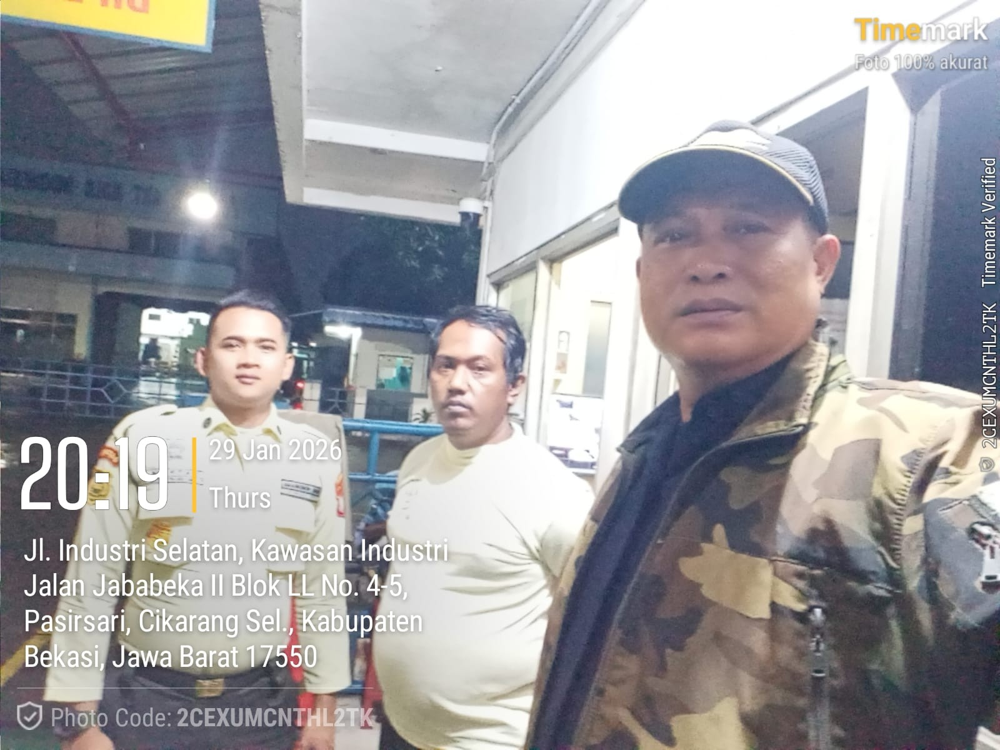 Timemark
Foto 100% akurat
20:19
29 Jan 2026
Thurs
Jl. Industri Selatan, Kawasan Industri
Jalan Jababeka II Blok LL No. 4-5,
Pasirsari, Cikarang Sel., Kabupaten
Bekasi, Jawa Barat 17550
Photo Code: 2CEXUMCNTHL2TK
2CEXUMCNTHL2TK Timemark Verified